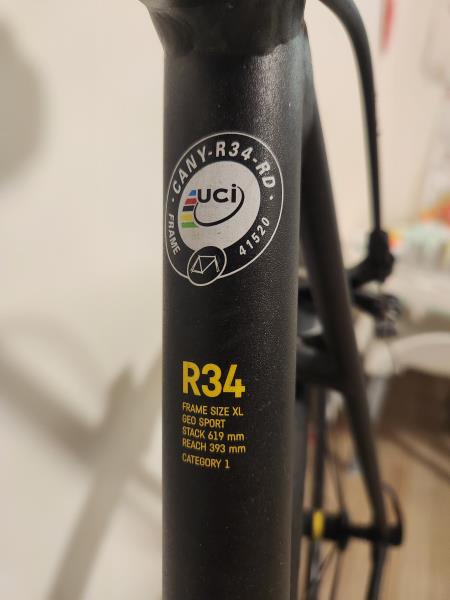 · CANY-R34-RD ·
uci
FRAME
41520
R34
FRAME SIZE XL
GEO SPORT
STACK 619 mm
REACH 393 mm
CATEGORY 1